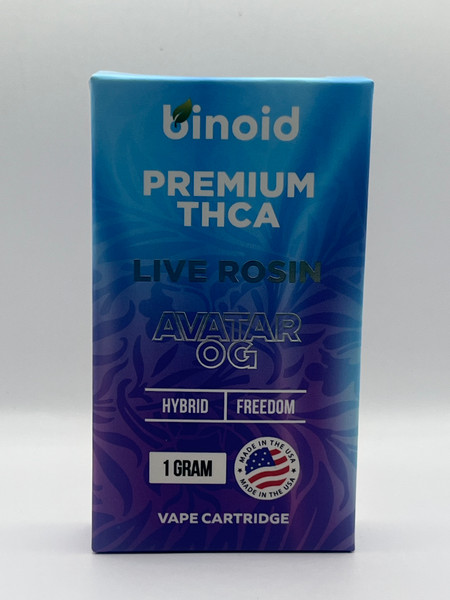 binoid
PREMIUM
THCA
LIVE ROSIN
AVATAR
OG
HYBRID FREEDOM
1 GRAM
MADE IN THE USA
MADE IN THE USA
VAPE CARTRIDGE